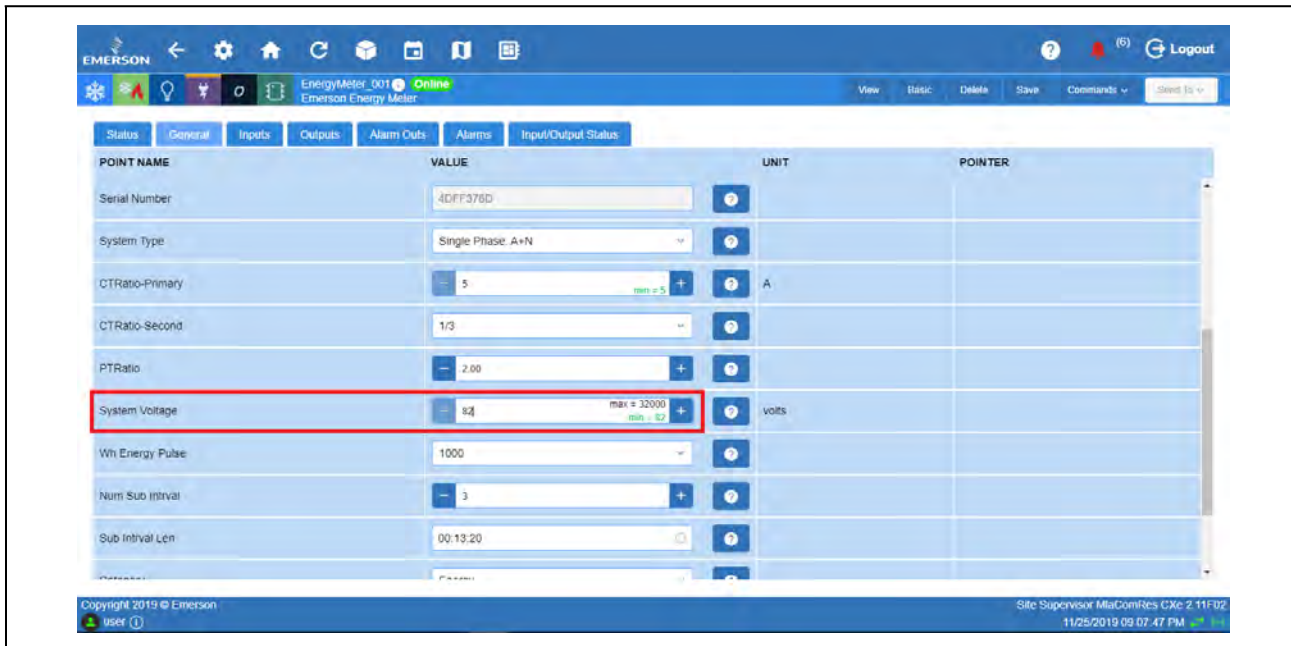 EMERSON
(6) Logout
EnergyMeter_001 Online
Emerson Energy Meter
View Basic Delete Save Commands Send To
Status General Inputs Outputs Alarm Outs Alarms Input/Output Status
POINT NAME VALUE UNIT POINTER
Serial Number 4DFF376D
System Type Single Phase: A+N
CTRatio-Primary 5 min = 5 A
CTRatio-Second 1/3
PTRatio 2.00
System Voltage 82 max = 32000 volts
min = 82
Wh Energy Pulse 1000
Num Sub Intrval 3
Sub Intrval Len 00:13:20
Copyright 2019 © Emerson Site Supervisor MlaComRes CXe 2.11F02
user 11/25/2019 09:07:47 PM